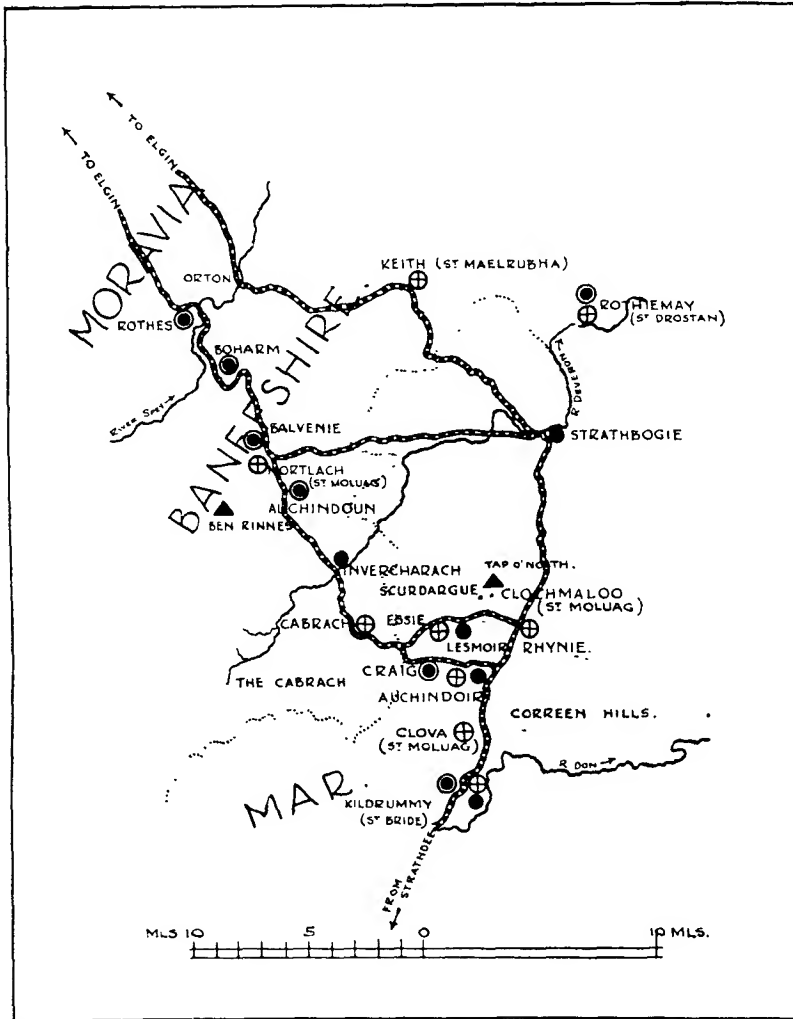 TO ELGIN
TO ELGIN
MORAVIA
KEITH (ST MAELRUBHA)
ORTON
ROTHIEMAY
(ST DROSTAN)
ROTHES
BOHARM
BANFFSHIRE.
R DEVERON
RIVER SPEY
BALVENIE
STRATHBOGIE
MORTLACH
(ST MOLUAG)
AUCHINDOUN
BEN RINNES
INVERCHARACH
TAP O' NORTH.
SCURDARGUE
CLOCHMALOO
(ST MOLUAG)
CABRACH
ESSIE
LESMOIR
RHYNIE.
THE CABRACH
CRAIG
AUCHINDOIR
CORREEN HILLS.
CLOVA
(ST MOLUAG)
R DON
MAR.
KILDRUMMY
(ST BRIDE)
FROM
STRATHDEE
MLS 10 5 0 10 MLS.